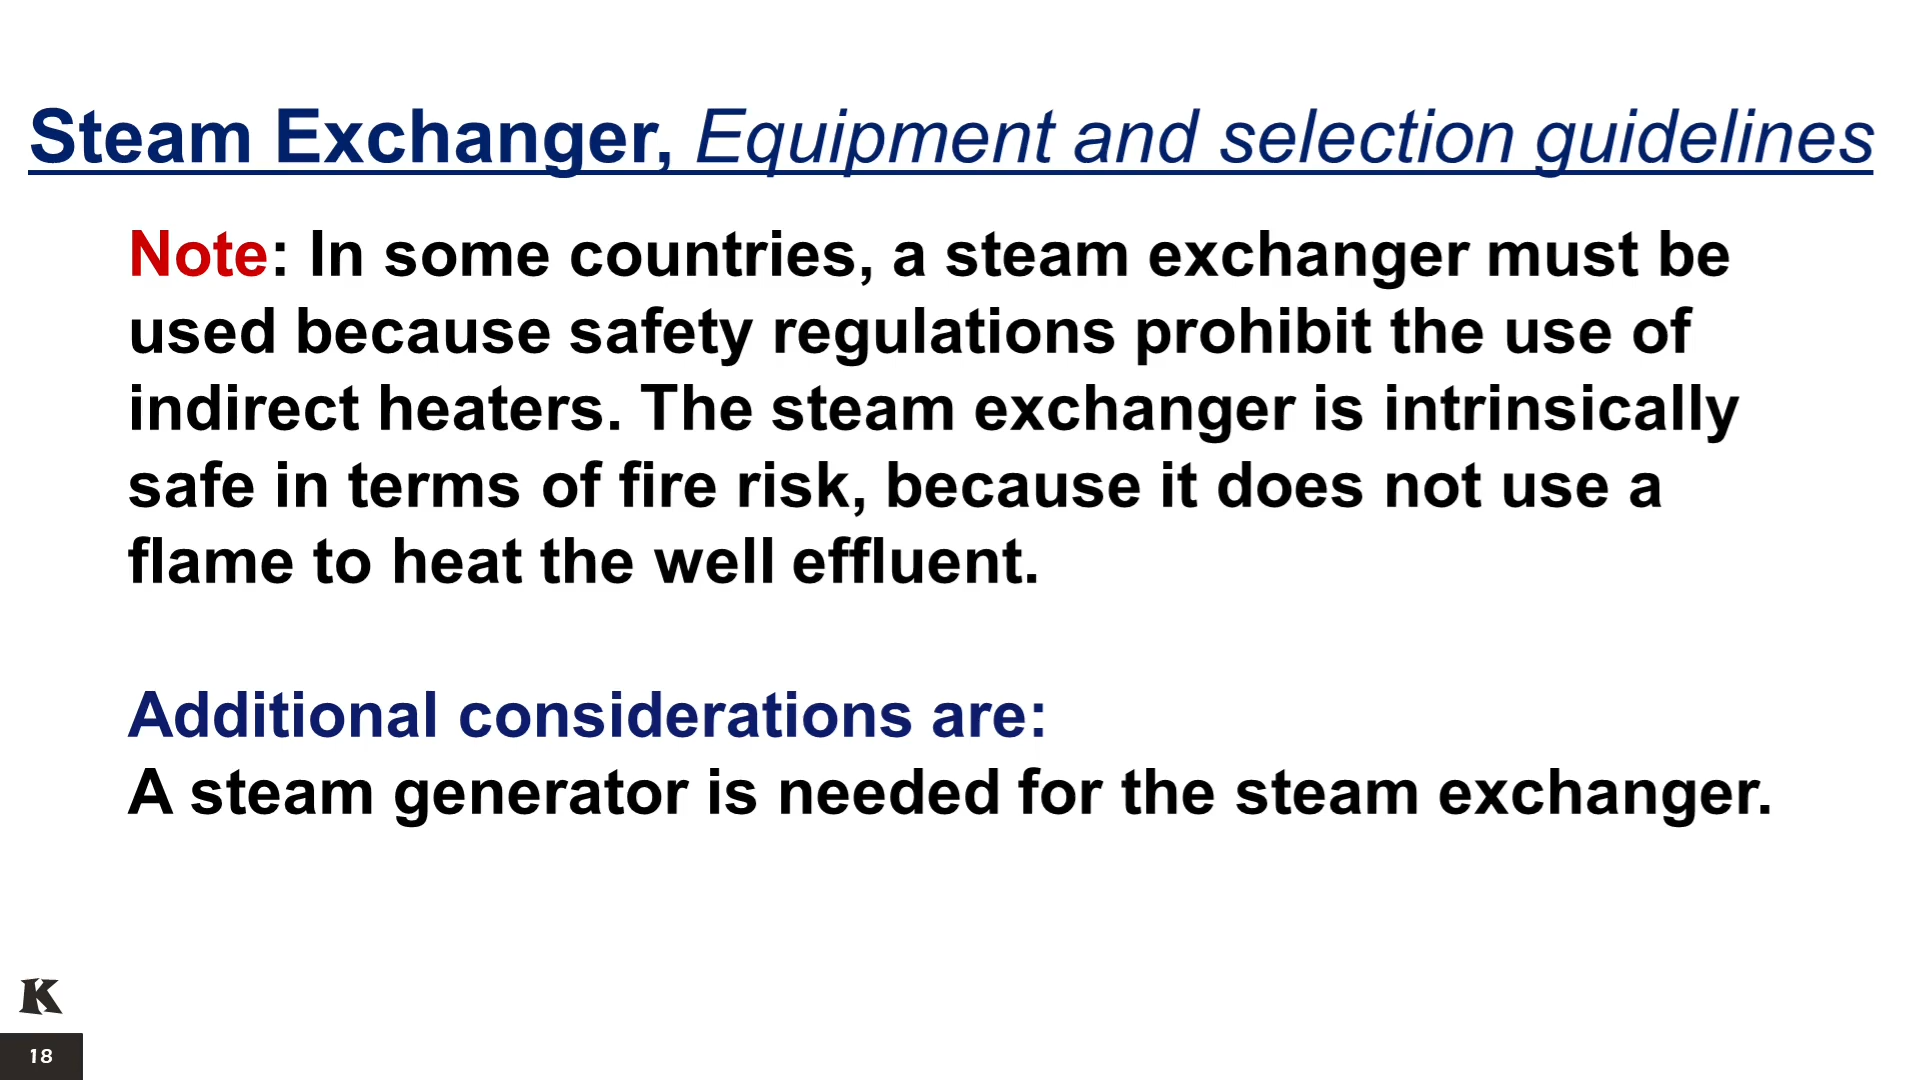 Steam Exchanger, Equipment and selection guidelines
Note: In some countries, a steam exchanger must be
used because safety regulations prohibit the use of
indirect heaters. The steam exchanger is intrinsically
safe in terms of fire risk, because it does not use a
flame to heat the well effluent.
Additional considerations are:
A steam generator is needed for the steam exchanger.
K
18